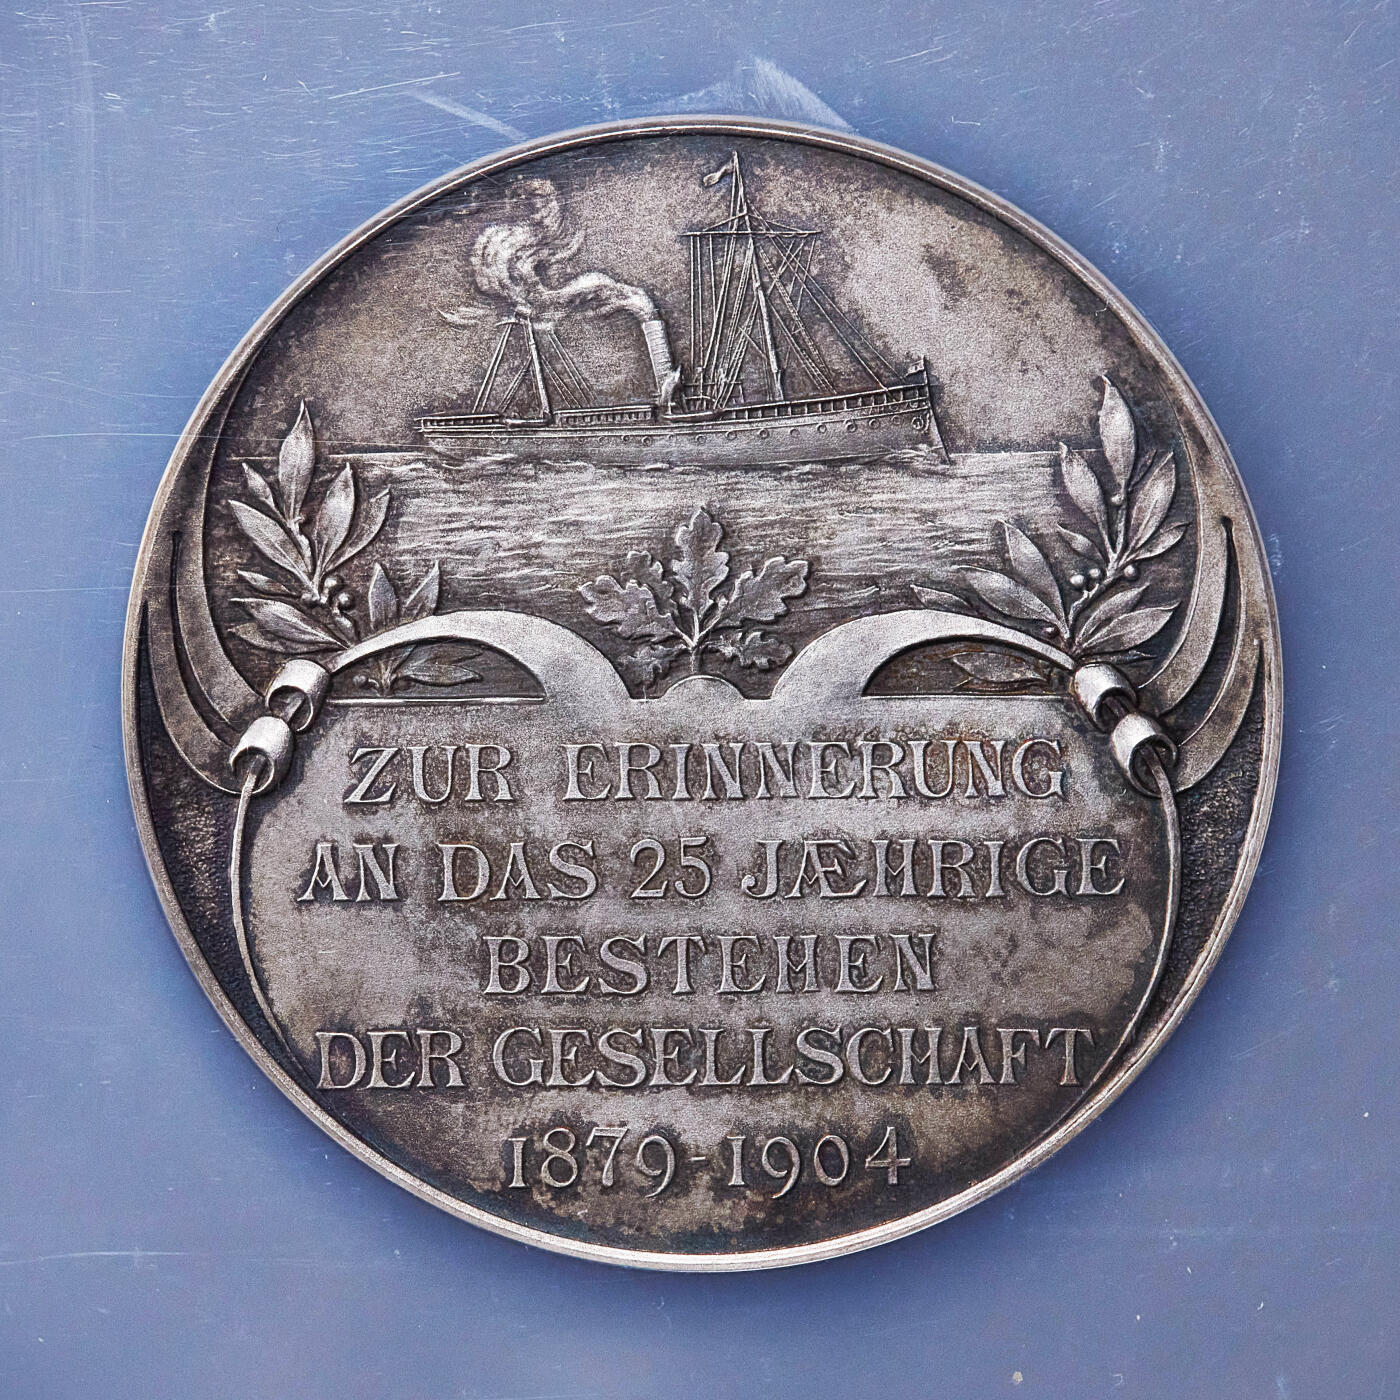 ZUR ERINNERUNG
AN DAS 25 JÆHRIGE
BESTEHEN
DER GESELLSCHAFT
1879-1904